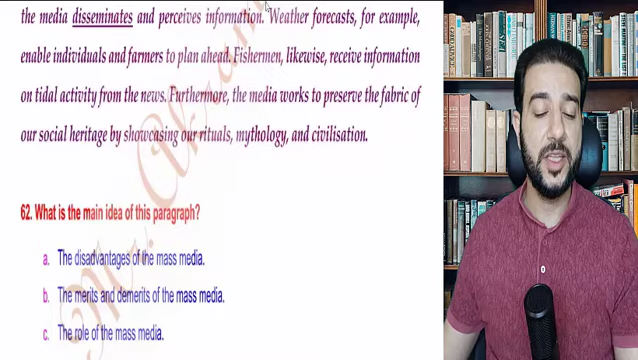 the media disseminates and perceives information. Weather forecasts, for example,
enable individuals and farmers to plan ahead. Fishermen, likewise, receive information
on tidal activity from the news. Furthermore, the media works to preserve the fabric of
our social heritage by showcasing our rituals, mythology, and civilisation.
62. What is the main idea of this paragraph?
a. The disadvantages of the mass media.
b. The merits and demerits of the mass media.
c. The role of the mass media.